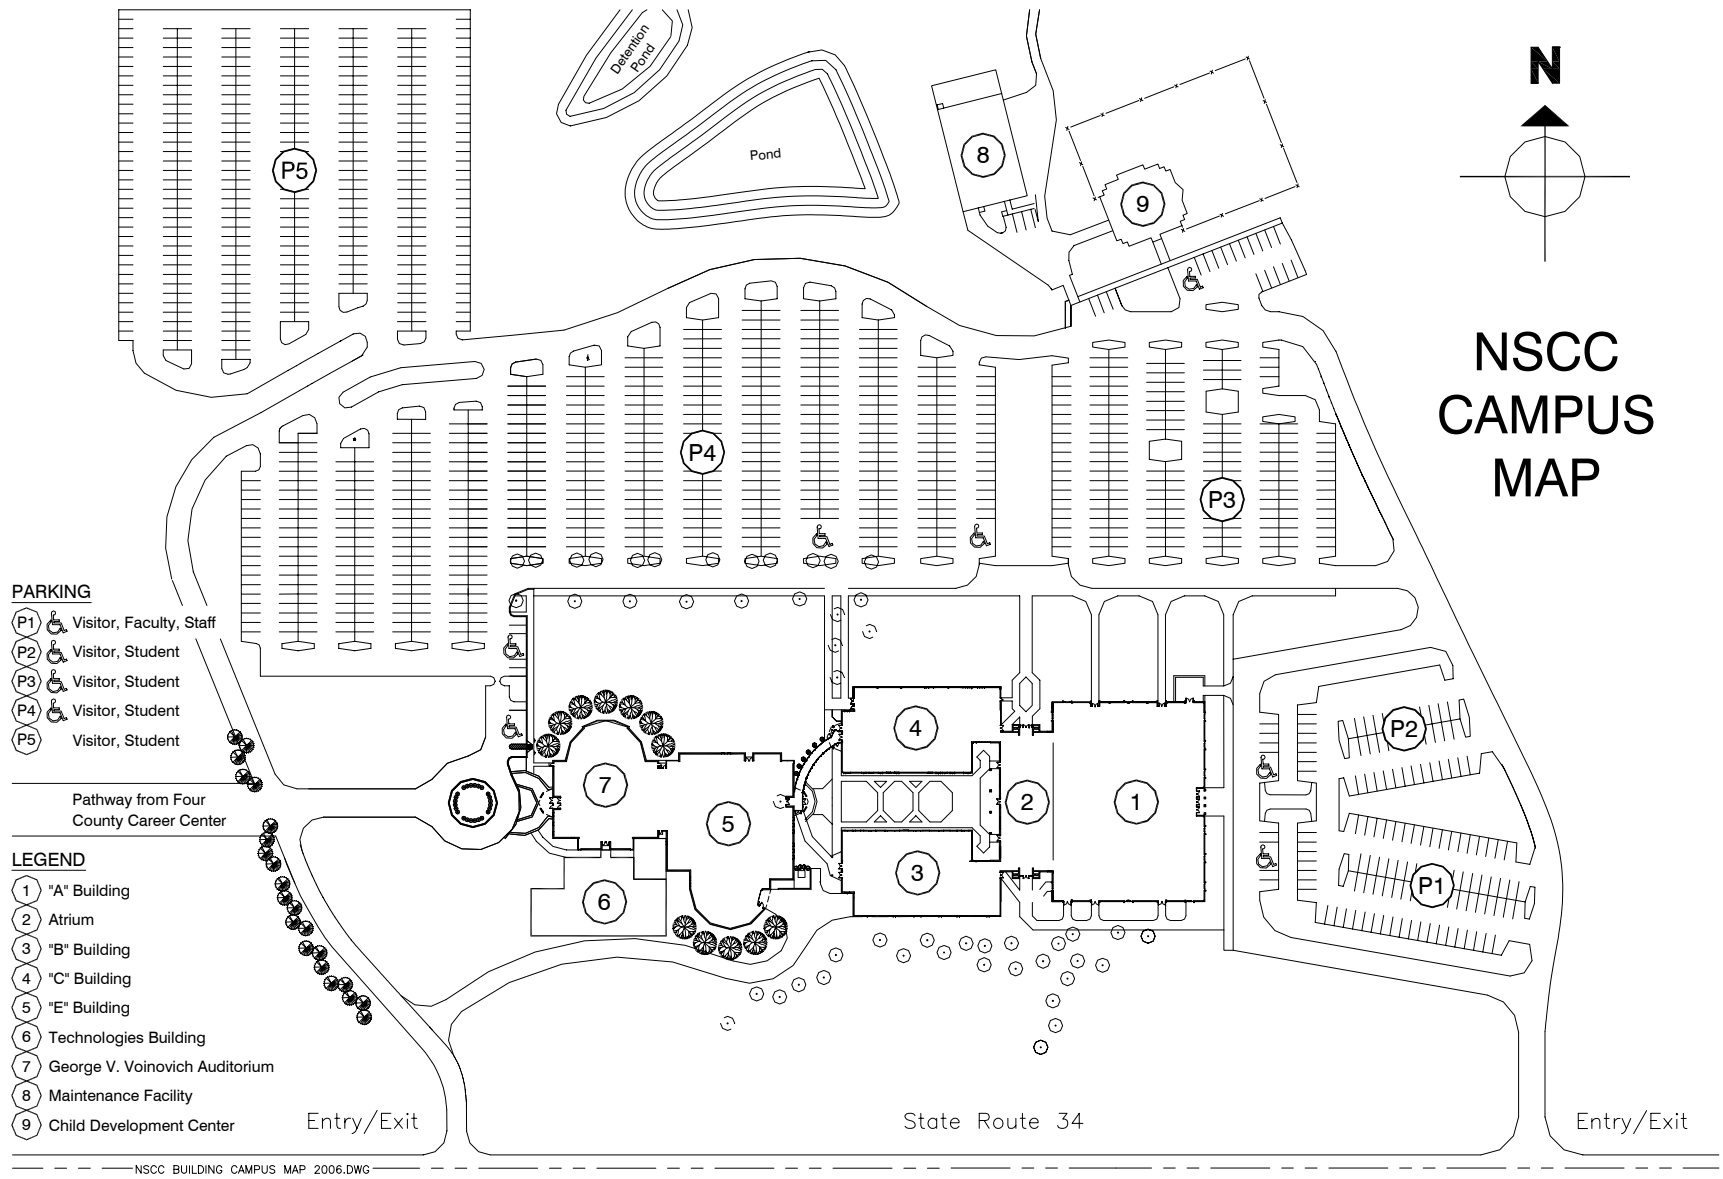 Detention
Pond
Pond
N
8
9
P5
NSCC
CAMPUS
MAP
P4
P3
PARKING
P1 Visitor, Faculty, Staff
P2 Visitor, Student
P3 Visitor, Student
P4 Visitor, Student
P5 Visitor, Student
Pathway from Four
County Career Center
LEGEND
1 "A" Building
2 Atrium
3 "B" Building
4 "C" Building
5 "E" Building
6 Technologies Building
7 George V. Voinovich Auditorium
8 Maintenance Facility
9 Child Development Center
4
P2
7
2
1
5
3
P1
6
Entry/Exit
State Route 34
Entry/Exit
NSCC BUILDING CAMPUS MAP 2006.DWG